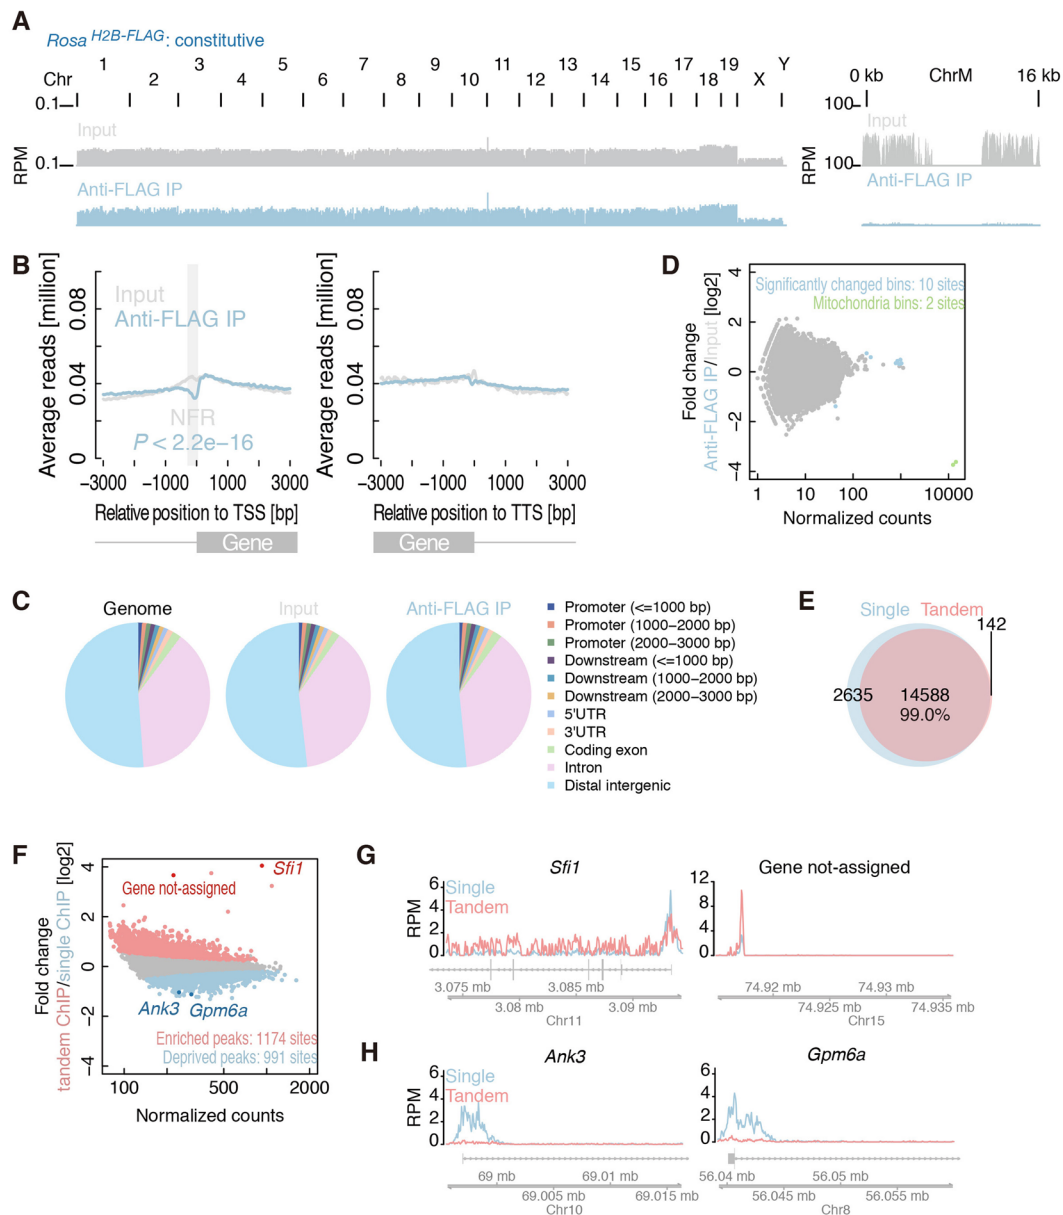 A
Rosa H2B-FLAG: constitutive
Chr 1 2 3 4 5 6 7 8 9 10 11 12 13 14 15 16 17 18 19 X Y
0.1
Input
RPM
0.1
Anti-FLAG IP
0 kb ChrM 16 kb
100
Input
RPM
100
Anti-FLAG IP
B
Average reads [million]
0.08
0.04
0
Input
Anti-FLAG IP
NFR
P < 2.2e−16
−3000 −1000 1000 3000
Relative position to TSS [bp]
Gene
Average reads [million]
0.08
0.04
0
−3000 −1000 1000 3000
Relative position to TTS [bp]
Gene
D
Fold change
Anti-FLAG IP/Input [log2]
4
2
0
−2
−4
Significantly changed bins: 10 sites
Mitochondria bins: 2 sites
1 10 100 10000
Normalized counts
C
Genome
Input
Anti-FLAG IP
Promoter (<=1000 bp)
Promoter (1000−2000 bp)
Promoter (2000−3000 bp)
Downstream (<=1000 bp)
Downstream (1000−2000 bp)
Downstream (2000−3000 bp)
5'UTR
3'UTR
Coding exon
Intron
Distal intergenic
E
Single Tandem
142
2635 14588
99.0%
F
Fold change
tandem ChIP/single ChIP [log2]
4
2
0
−2
−4
Sfi1
Gene not-assigned
Ank3 Gpm6a
Enriched peaks: 1174 sites
Deprived peaks: 991 sites
100 500 2000
Normalized counts
G
Sfi1
RPM
6
4
2
0
Single
Tandem
3.075 mb 3.085 mb
3.08 mb 3.09 mb
Chr11
Gene not-assigned
12
8
4
0
74.92 mb 74.93 mb
74.925 mb 74.935 mb
Chr15
H
Ank3
RPM
6
4
2
0
Single
Tandem
69 mb 69.01 mb
69.005 mb 69.015 mb
Chr10
Gpm6a
6
4
2
0
56.04 mb 56.05 mb
56.045 mb 56.055 mb
Chr8